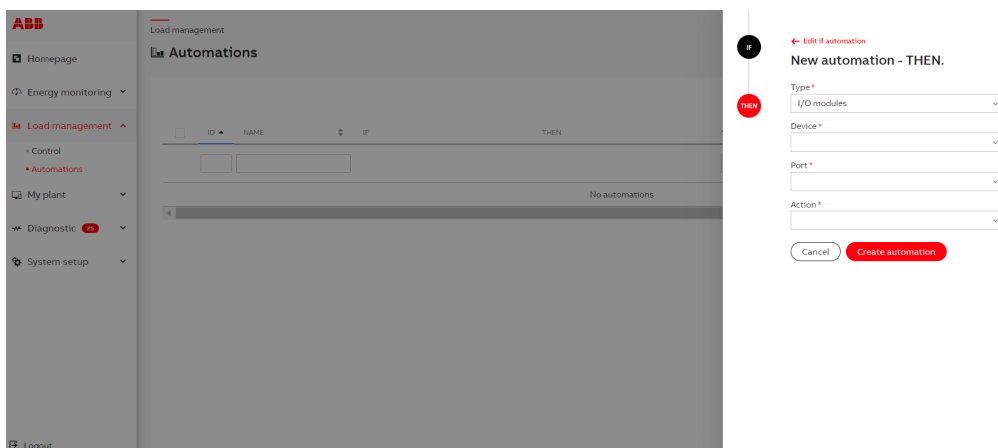 ABB
Homepage
Energy monitoring
Load management
Control
Automations
My plant
Diagnostic 25
System setup
Logout
Load management
Automations
ID NAME IF THEN
No automations
IF
THEN
Edit if automation
New automation - THEN.
Type *
I/O modules
Device *
Port *
Action *
Cancel Create automation